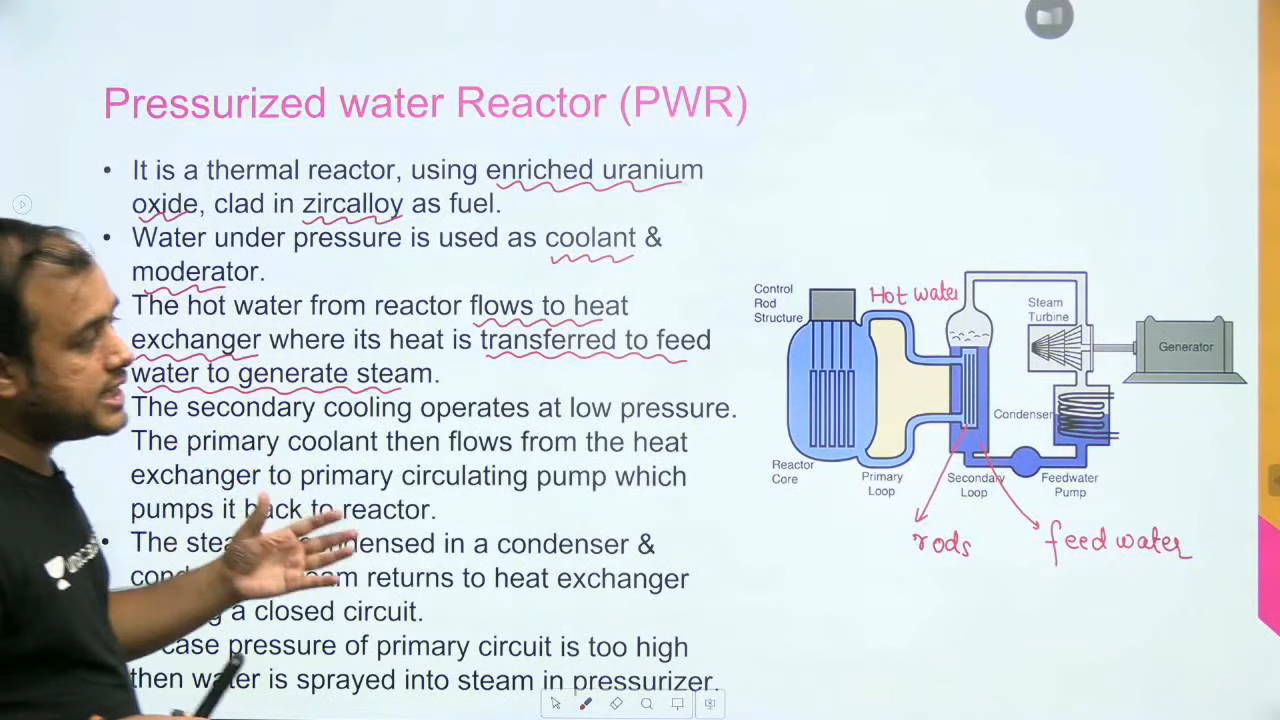 Pressurized water Reactor (PWR)
• It is a thermal reactor, using enriched uranium
oxide, clad in zircalloy as fuel.
• Water under pressure is used as coolant &
moderator.
The hot water from reactor flows to heat
exchanger where its heat is transferred to feed
water to generate steam.
The secondary cooling operates at low pressure.
The primary coolant then flows from the heat
exchanger to primary circulating pump which
pumps it back to reactor.
• The condensed in a condenser &
returns to heat exchanger
a closed circuit.
case pressure of primary circuit is too high
then water is sprayed into steam in pressurizer.
Control
Rod
Structure
Hot water
Steam
Turbine
Generator
Condenser
Reactor
Core
Primary
Loop
Secondary
Loop
Feedwater
Pump
rods
feed water